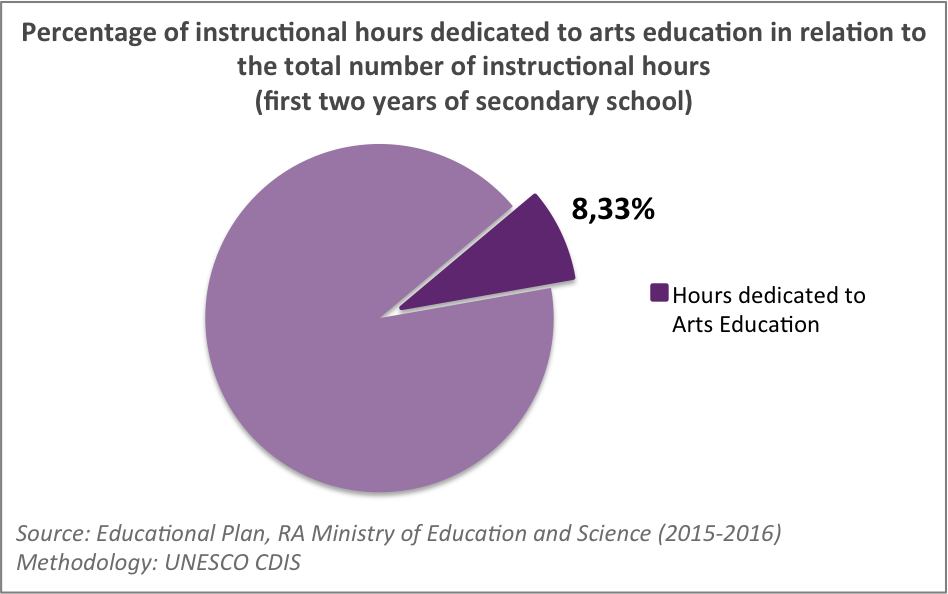 Percentage of instructional hours dedicated to arts education in relation to
the total number of instructional hours
(first two years of secondary school)
8,33%
Hours dedicated to
Arts Education
Source: Educational Plan, RA Ministry of Education and Science (2015-2016)
Methodology: UNESCO CDIS